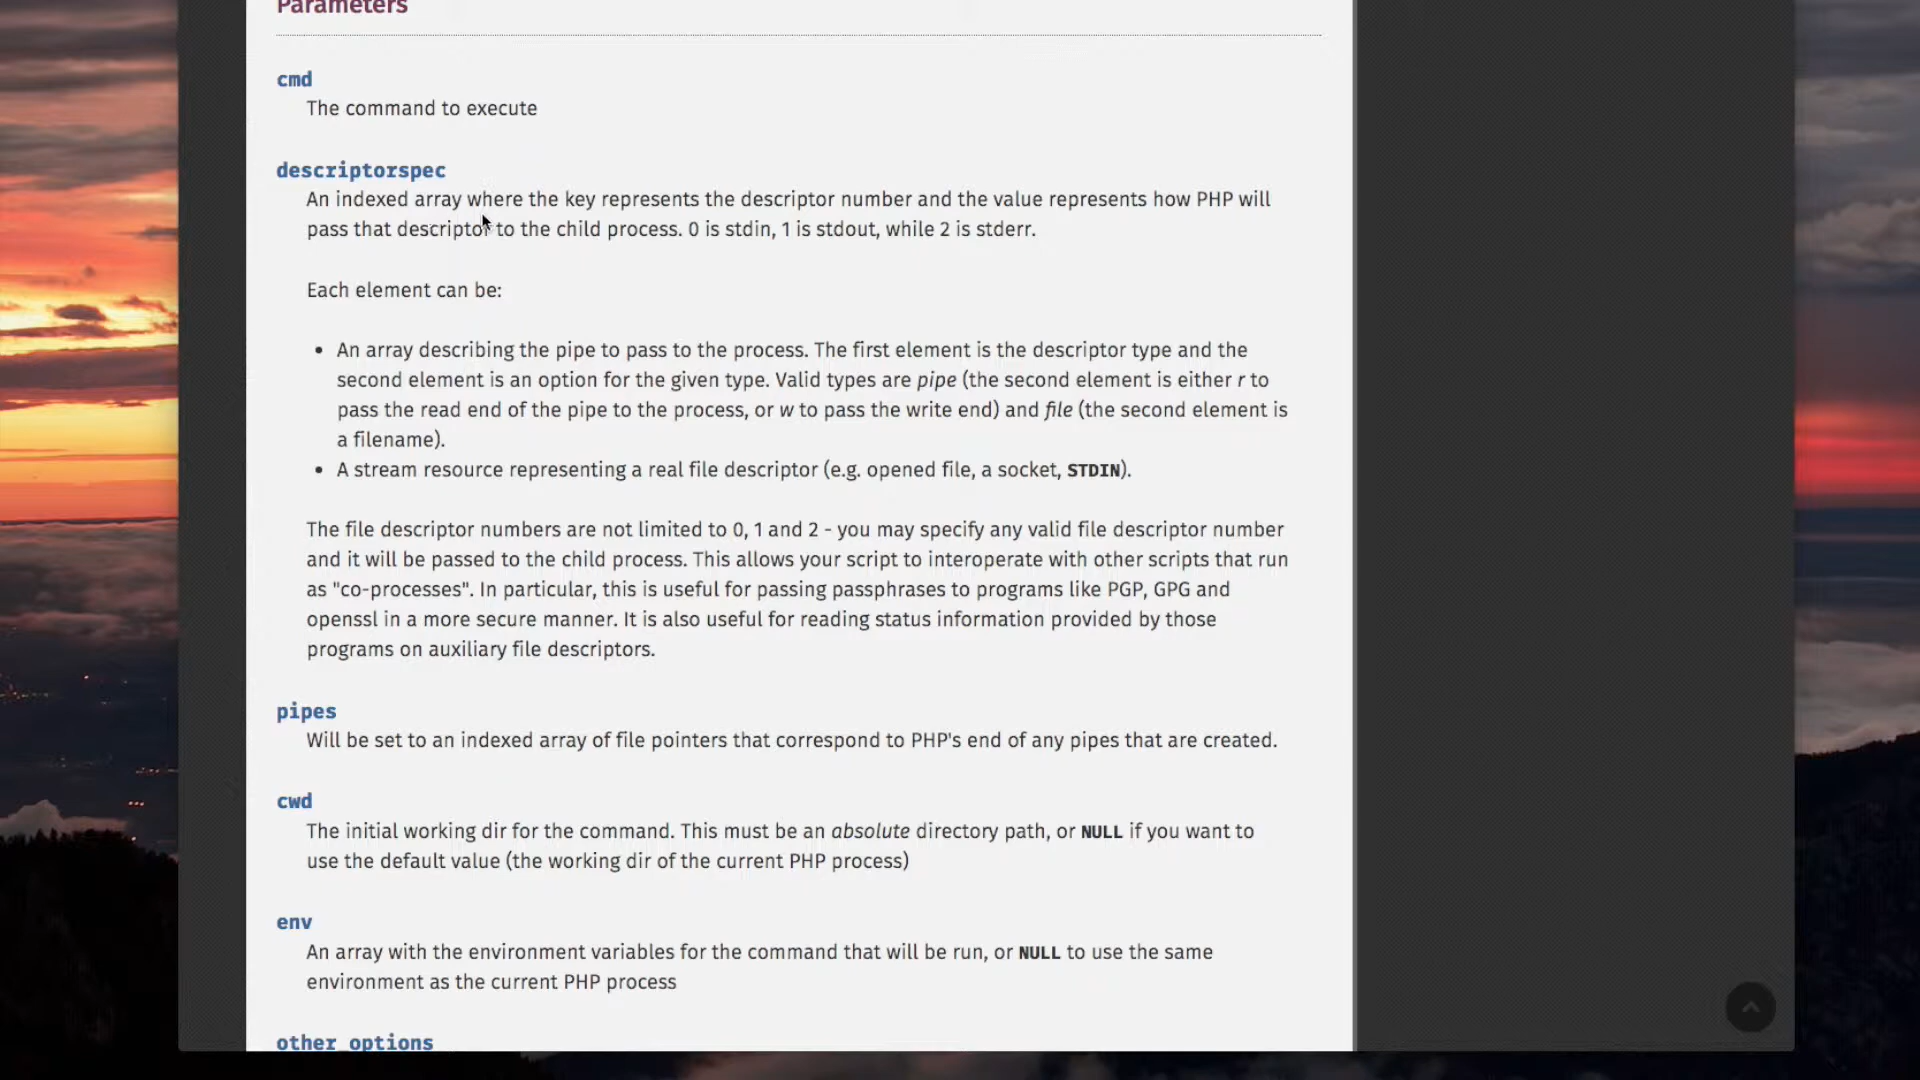 Parameters
cmd
The command to execute
descriptorspec
An indexed array where the key represents the descriptor number and the value represents how PHP will
pass that descriptor to the child process. 0 is stdin, 1 is stdout, while 2 is stderr.
Each element can be:
• An array describing the pipe to pass to the process. The first element is the descriptor type and the
second element is an option for the given type. Valid types are pipe (the second element is either r to
pass the read end of the pipe to the process, or w to pass the write end) and file (the second element is
a filename).
• A stream resource representing a real file descriptor (e.g. opened file, a socket, STDIN).
The file descriptor numbers are not limited to 0, 1 and 2 - you may specify any valid file descriptor number
and it will be passed to the child process. This allows your script to interoperate with other scripts that run
as "co-processes". In particular, this is useful for passing passphrases to programs like PGP, GPG and
openssl in a more secure manner. It is also useful for reading status information provided by those
programs on auxiliary file descriptors.
pipes
Will be set to an indexed array of file pointers that correspond to PHP's end of any pipes that are created.
cwd
The initial working dir for the command. This must be an absolute directory path, or NULL if you want to
use the default value (the working dir of the current PHP process)
env
An array with the environment variables for the command that will be run, or NULL to use the same
environment as the current PHP process
other_options